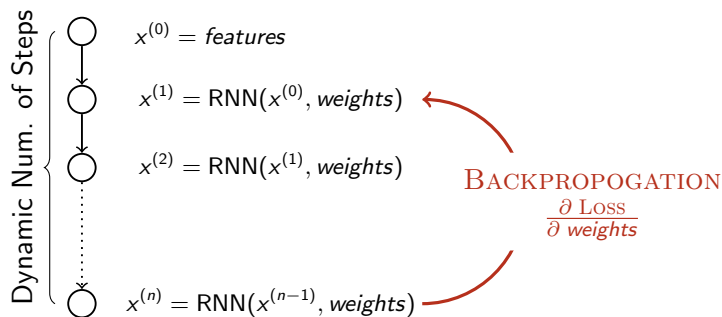 Dynamic Num. of Steps
x^(0) = features
x^(1) = RNN(x^(0), weights)
x^(2) = RNN(x^(1), weights)
x^(n) = RNN(x^(n−1), weights)
BACKPROPOGATION
∂ LOSS
∂ weights